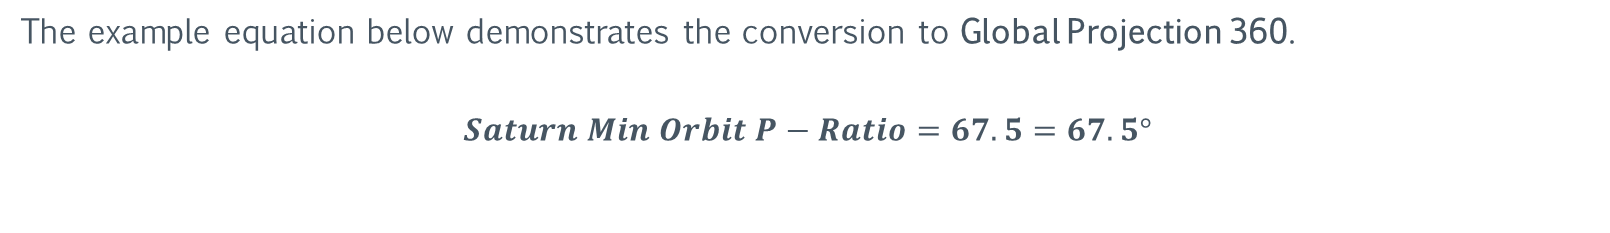 The example equation below demonstrates the conversion to Global Projection 360.
Saturn Min Orbit P − Ratio = 67.5 = 67.5°